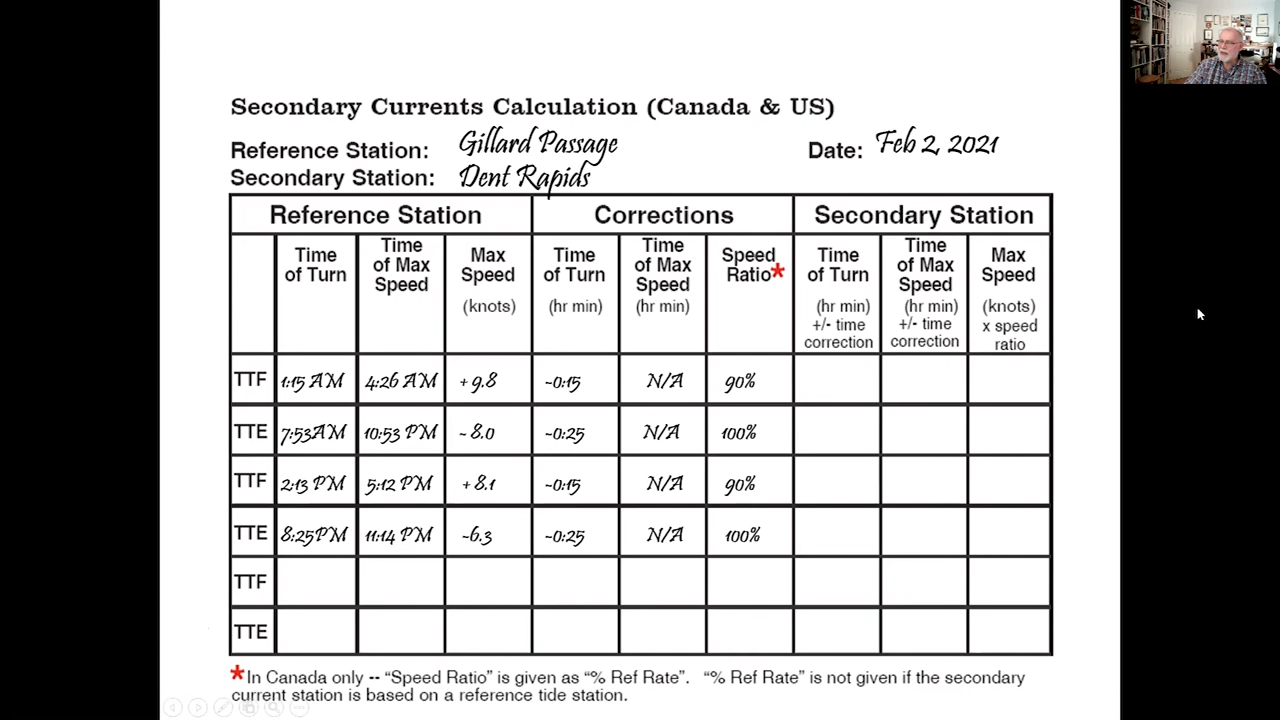 Secondary Currents Calculation (Canada & US)
Reference Station: Gillard Passage Date: Feb 2, 2021
Secondary Station: Dent Rapids
Reference Station Corrections Secondary Station
Time of Turn Time of Max Speed Max Speed (knots) Time of Turn (hr min) Time of Max Speed (hr min) Speed Ratio* Time of Turn (hr min) +/- time correction Time of Max Speed (hr min) +/- time correction Max Speed (knots) x speed ratio
TTF 1:15 AM 4:26 AM +9.8 -0:15 N/A 90%
TTE 7:53AM 10:53 PM -8.0 -0:25 N/A 100%
TTF 2:13 PM 5:12 PM +8.1 -0:15 N/A 90%
TTE 8:25PM 11:14 PM -6.3 -0:25 N/A 100%
TTF
TTE
*In Canada only -- “Speed Ratio” is given as “% Ref Rate”. “% Ref Rate” is not given if the secondary
current station is based on a reference tide station.